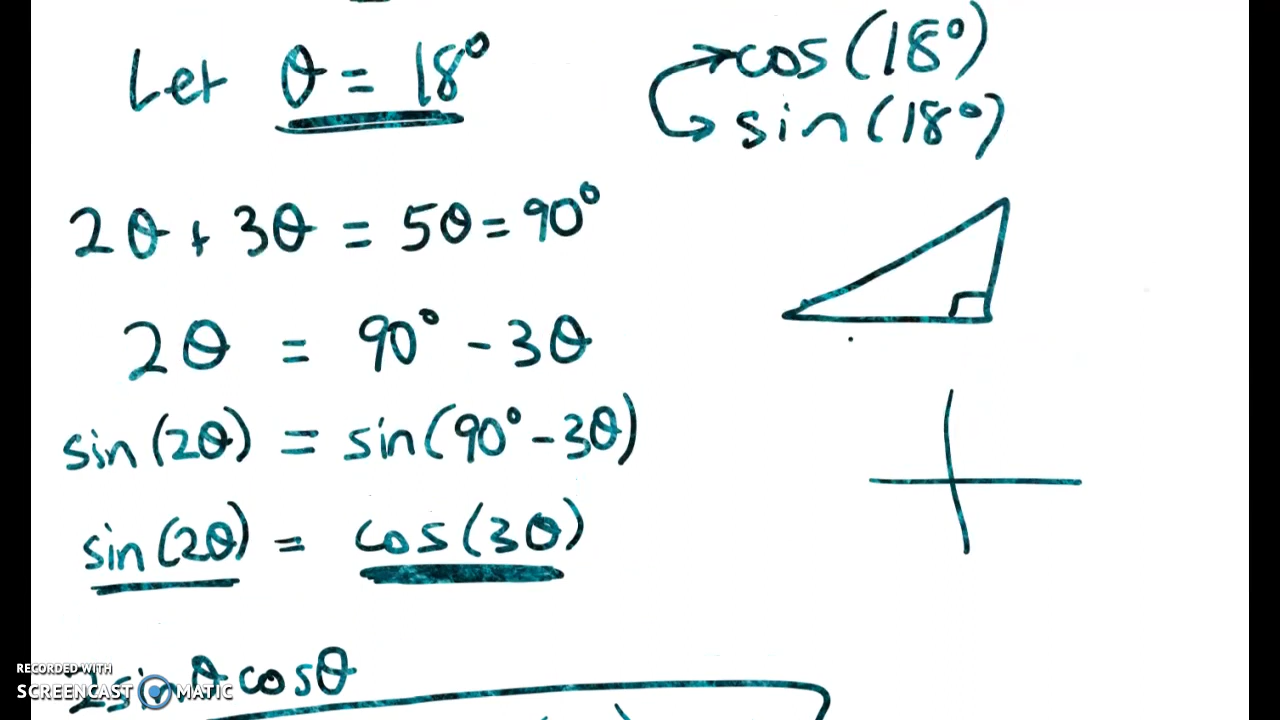 Let θ = 18°
cos(18°)
sin(18°)
2θ + 3θ = 5θ = 90°
2θ = 90° - 3θ
sin(2θ) = sin(90° - 3θ)
sin(2θ) = cos(3θ)
2sinθcosθ
RECORDED WITH
SCREENCAST MATIC